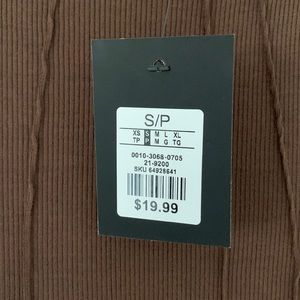 S/P
XS S M L XL
TP P M G TG
0010-3068-0705
21-9200
SKU 64928641
$19.99